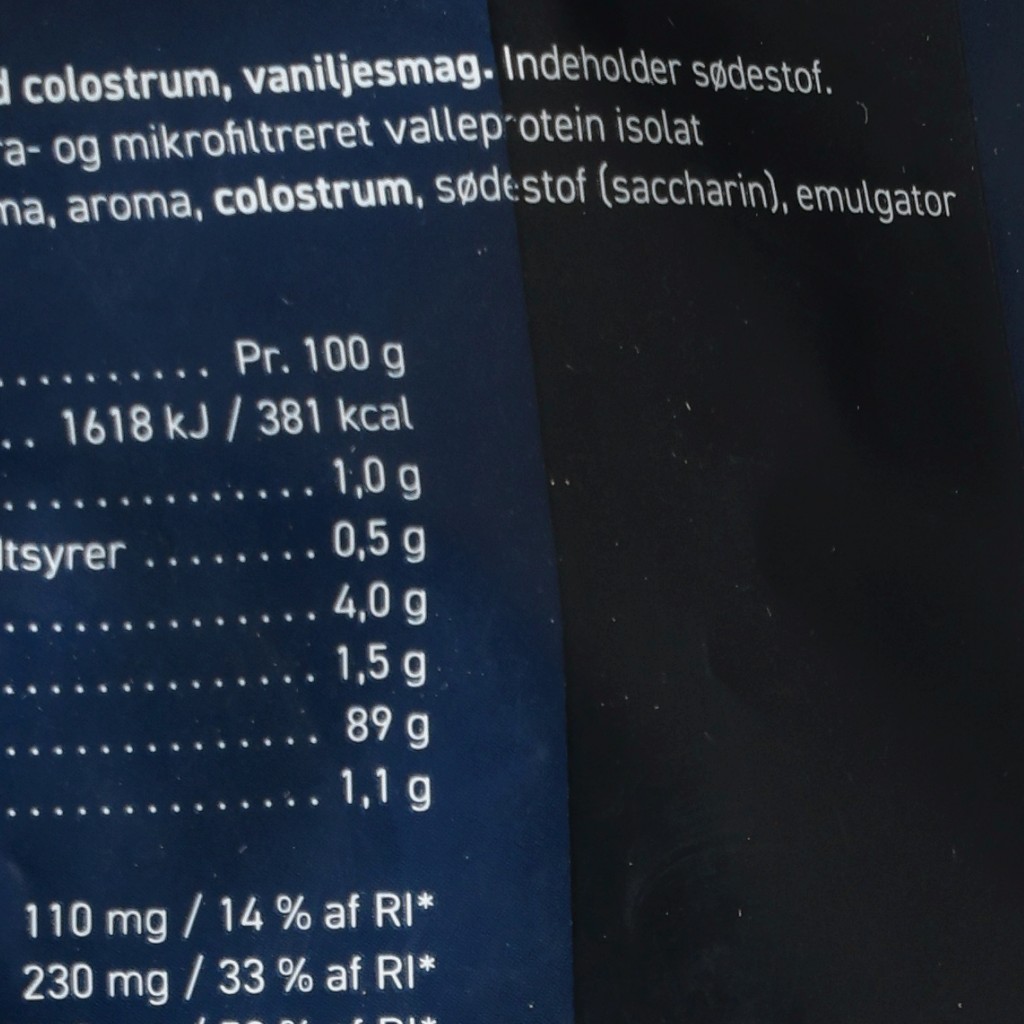 colostrum, vaniljesmag. Indeholder sødestof.
og mikrofiltreret valleprotein isolat
aroma, colostrum, sødestof (saccharin), emulgator
.......... Pr. 100 g
.. 1618 kJ / 381 kcal
.............. 1,0 g
ltsyrer ........ 0,5 g
.............. 4,0 g
.............. 1,5 g
.............. 89 g
.............. 1,1 g
110 mg / 14 % af RI*
230 mg / 33 % af RI*